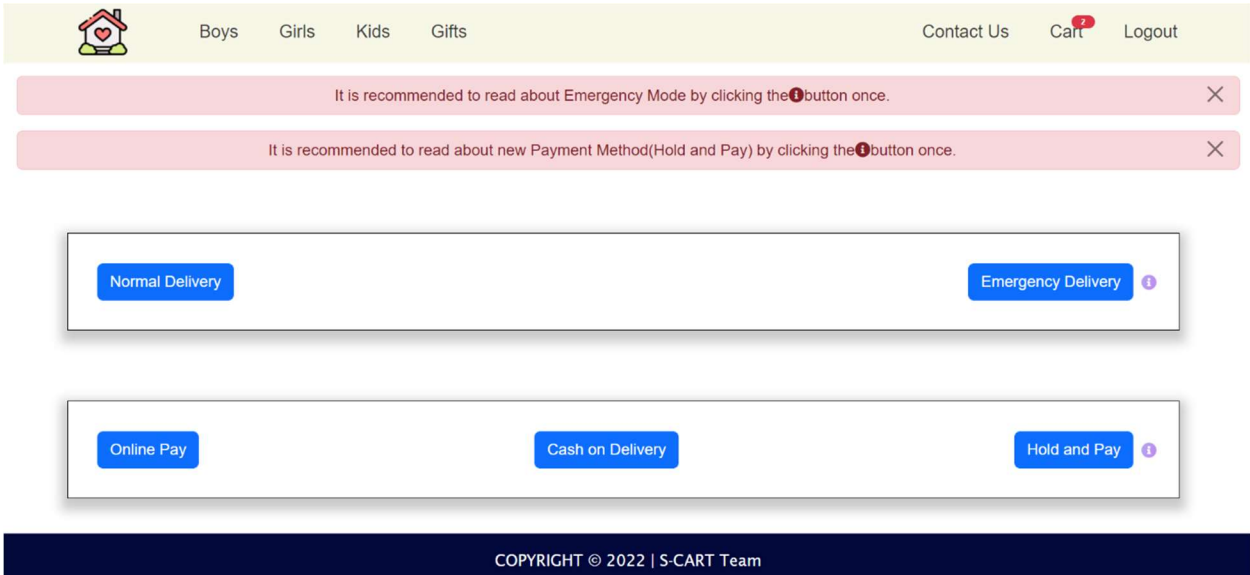 Boys Girls Kids Gifts Contact Us Cart 2 Logout
It is recommended to read about Emergency Mode by clicking the button once.
It is recommended to read about new Payment Method(Hold and Pay) by clicking the button once.
Normal Delivery Emergency Delivery
Online Pay Cash on Delivery Hold and Pay
COPYRIGHT © 2022 | S-CART Team